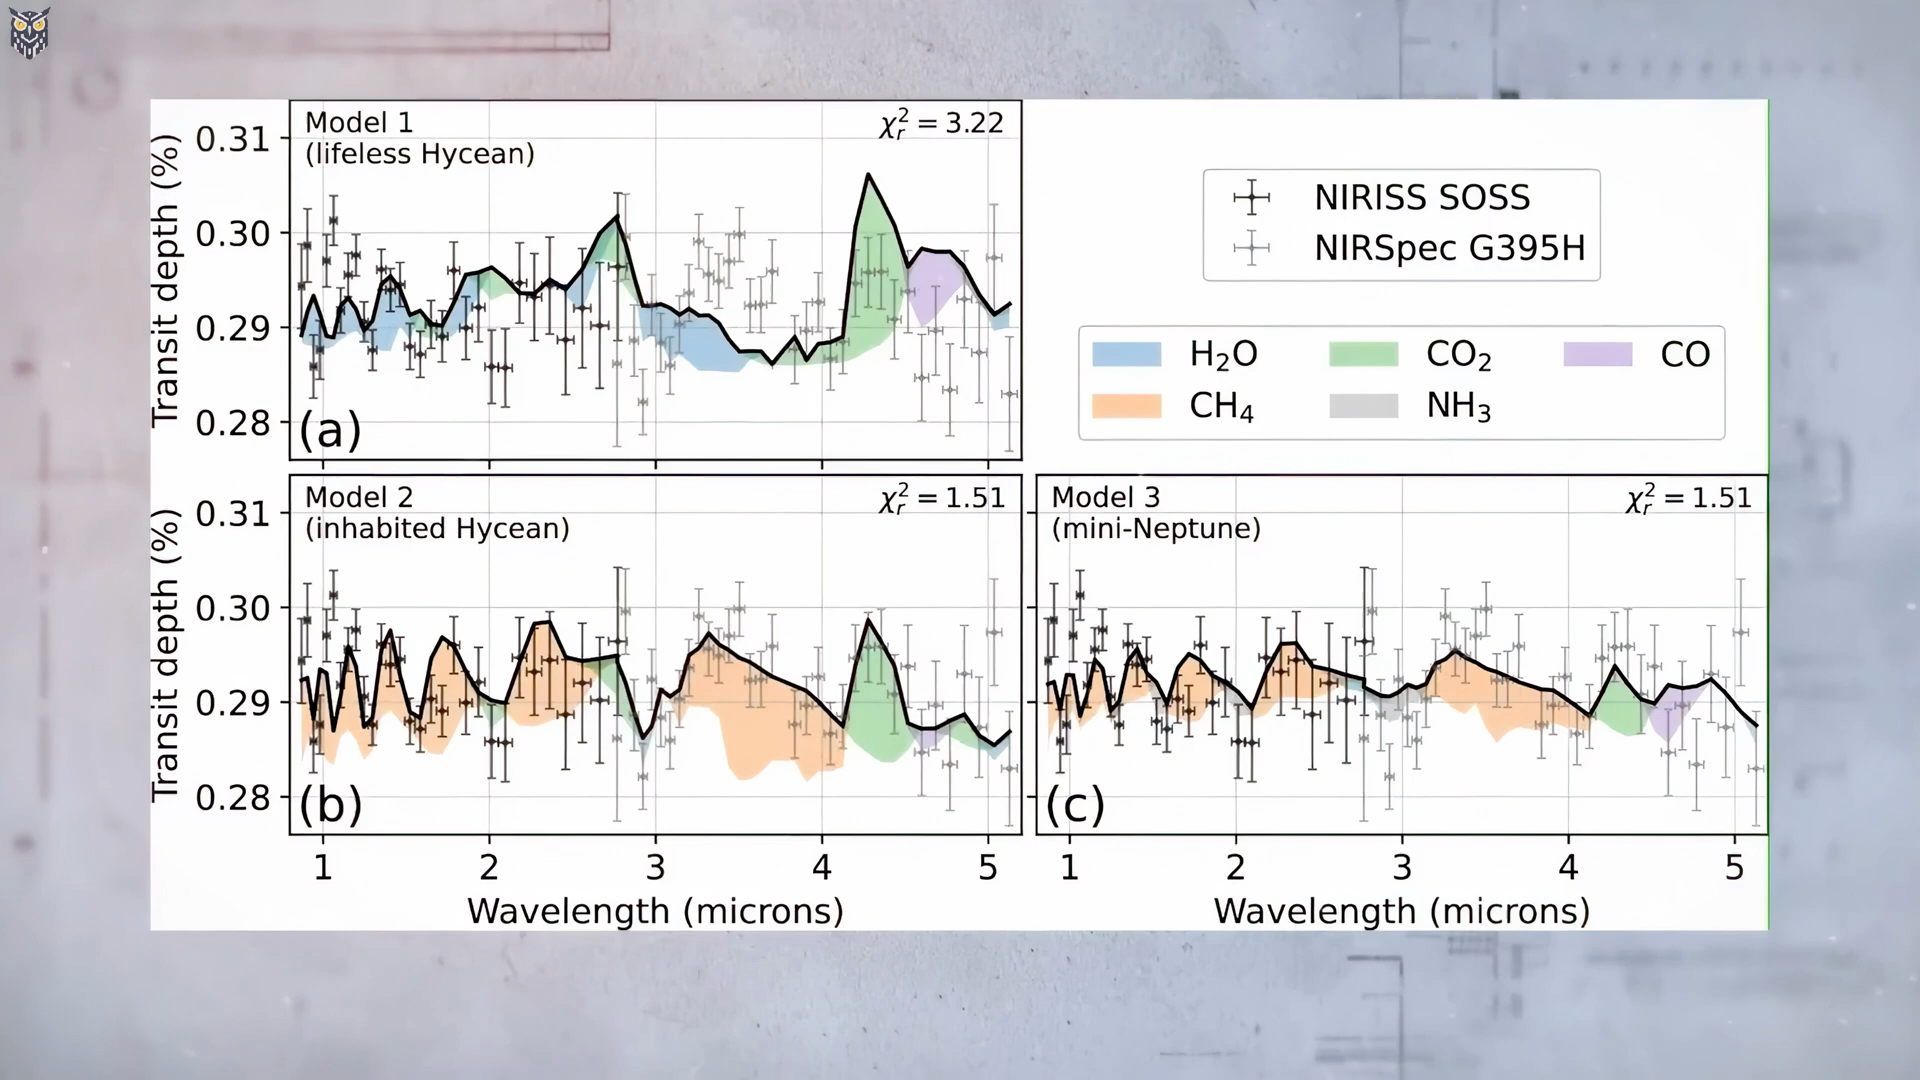 Model 1
(lifeless Hycean)
χ²ᵣ = 3.22
Transit depth (%)
0.31
0.30
0.29
0.28
(a)
NIRISS SOSS
NIRSpec G395H
H₂O
CO₂
CO
CH₄
NH₃
Model 2
(inhabited Hycean)
χ²ᵣ = 1.51
Transit depth (%)
0.31
0.30
0.29
0.28
(b)
1 2 3 4 5
Wavelength (microns)
Model 3
(mini-Neptune)
χ²ᵣ = 1.51
(c)
1 2 3 4 5
Wavelength (microns)